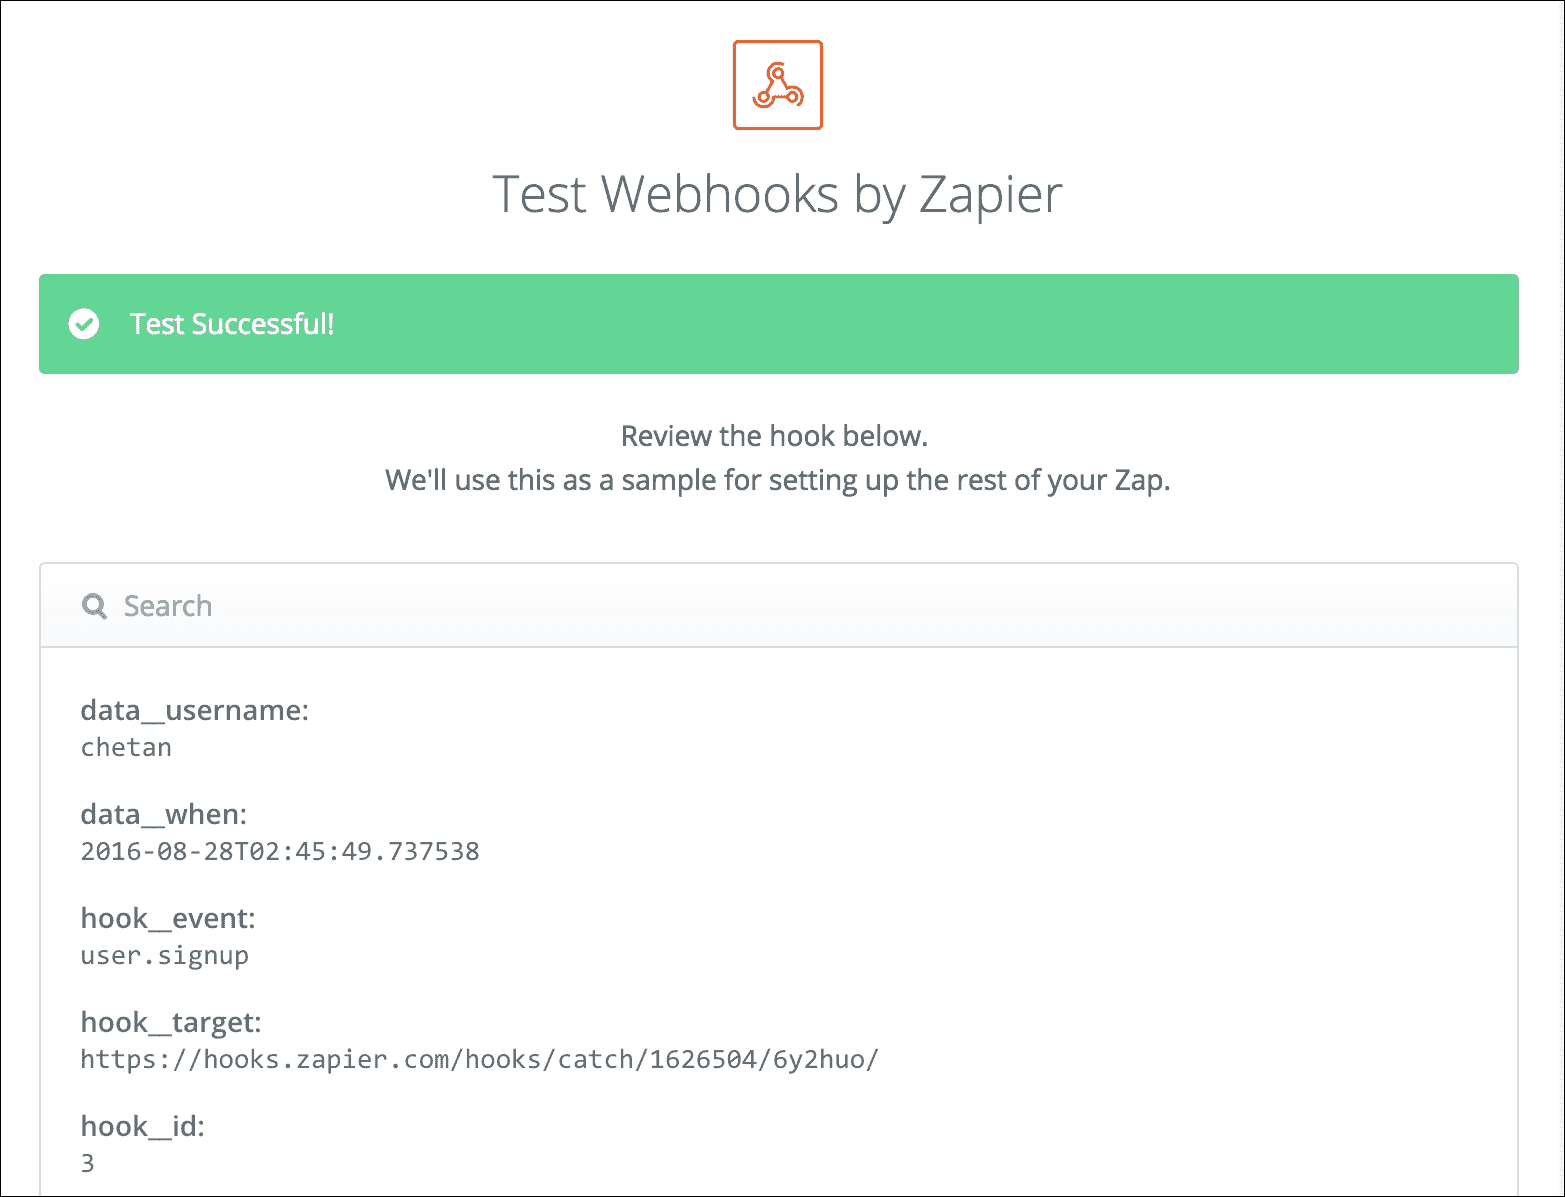 Test Webhooks by Zapier
Test Successful!
Review the hook below.
We'll use this as a sample for setting up the rest of your Zap.
Search
data__username:
chetan
data__when:
2016-08-28T02:45:49.737538
hook__event:
user.signup
hook__target:
https://hooks.zapier.com/hooks/catch/1626504/6y2huo/
hook__id:
3